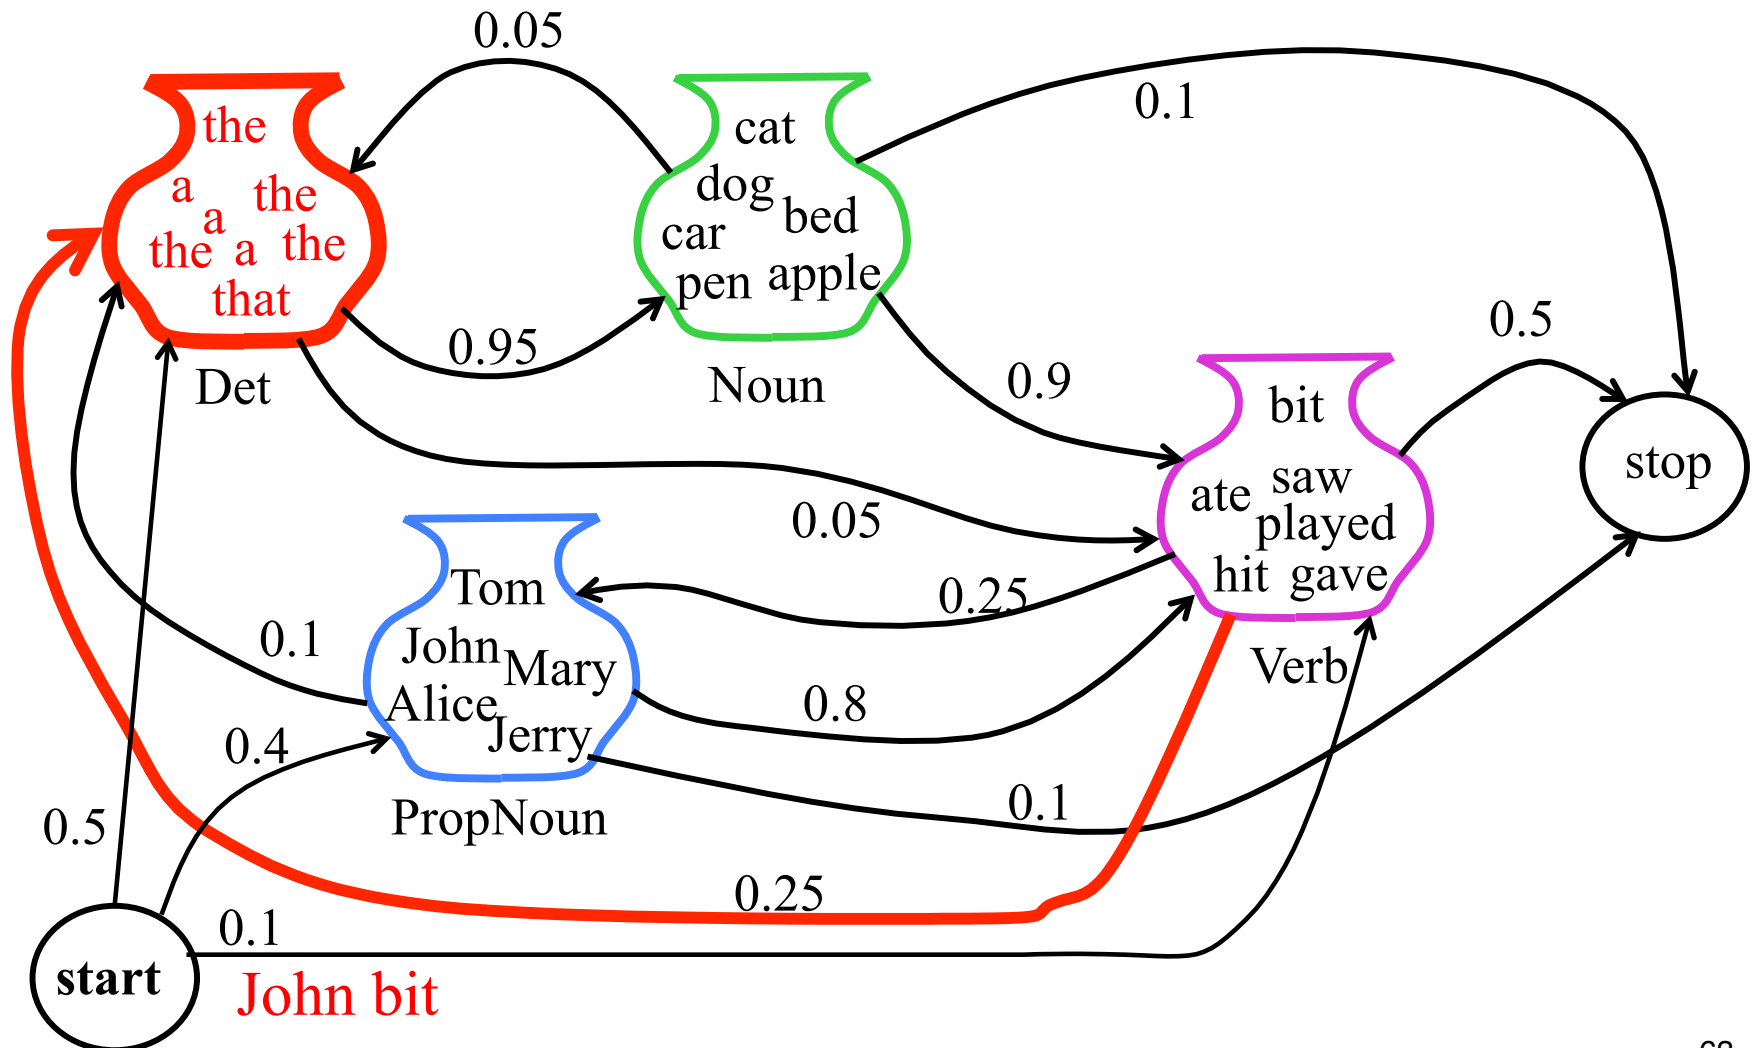 0.05
the
a
the
a
the
a
the
that
Det
cat
dog
bed
car
pen
apple
Noun
0.1
0.95
0.9
0.5
bit
saw
ate
played
hit
gave
Verb
stop
0.05
0.25
Tom
John
Mary
Alice
Jerry
PropNoun
0.1
0.8
0.4
0.1
0.5
0.25
0.1
start
John bit